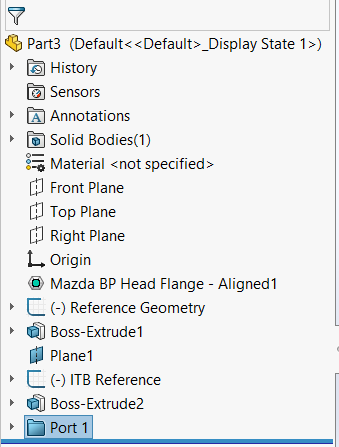 Part3 (Default<<Default>_Display State 1>)
History
Sensors
Annotations
Solid Bodies(1)
Material <not specified>
Front Plane
Top Plane
Right Plane
Origin
Mazda BP Head Flange - Aligned1
(-) Reference Geometry
Boss-Extrude1
Plane1
(-) ITB Reference
Boss-Extrude2
Port 1